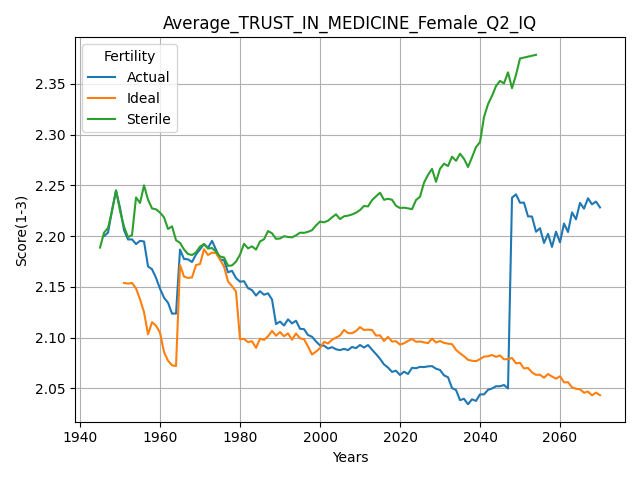 Average_TRUST_IN_MEDICINE_Female_Q2_IQ
Fertility
Actual
Ideal
Sterile
Score(1-3)
2.35
2.30
2.25
2.20
2.15
2.10
2.05
1940 1960 1980 2000 2020 2040 2060
Years